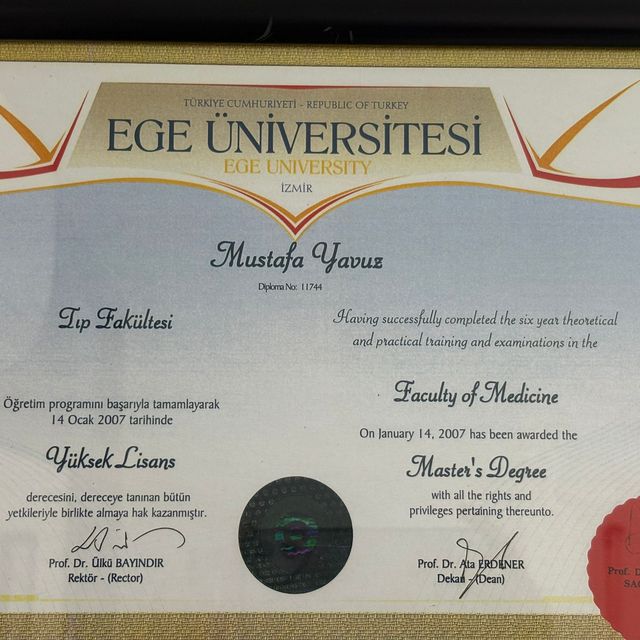 TÜRKİYE CUMHURİYETİ - REPUBLIC OF TURKEY
EGE ÜNİVERSİTESİ
EGE UNIVERSITY
İZMİR
Mustafa Yavuz
Diploma No: 11744
Tıp Fakültesi
Öğretim programını başarıyla tamamlayarak
14 Ocak 2007 tarihinde
Yüksek Lisans
derecesini, dereceye tanınan bütün
yetkileriyle birlikte almaya hak kazanmıştır.
Prof. Dr. Ülkü BAYINDIR
Rektör - (Rector)
Having successfully completed the six year theoretical
and practical training and examinations in the
Faculty of Medicine
On January 14, 2007 has been awarded the
Master's Degree
with all the rights and
privileges pertaining thereunto.
Prof. Dr. Ata ERDENER
Dekan - (Dean)
Prof. D